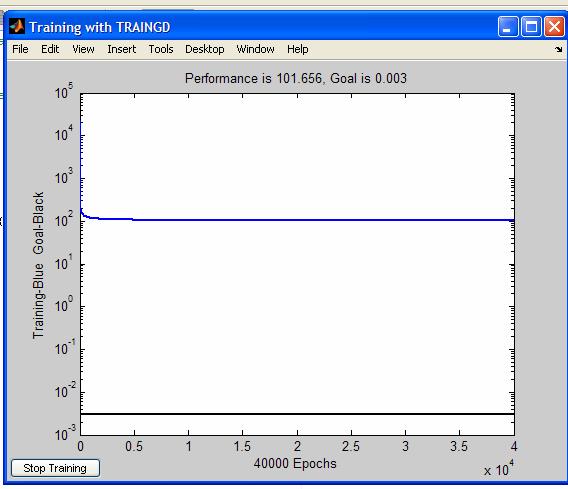 Training with TRAINGD
File Edit View Insert Tools Desktop Window Help
Performance is 101.656, Goal is 0.003
10^5
10^4
10^3
10^2
10^1
10^0
10^-1
10^-2
10^-3
Training-Blue Goal-Black
0 0.5 1 1.5 2 2.5 3 3.5 4
x 10^4
40000 Epochs
Stop Training